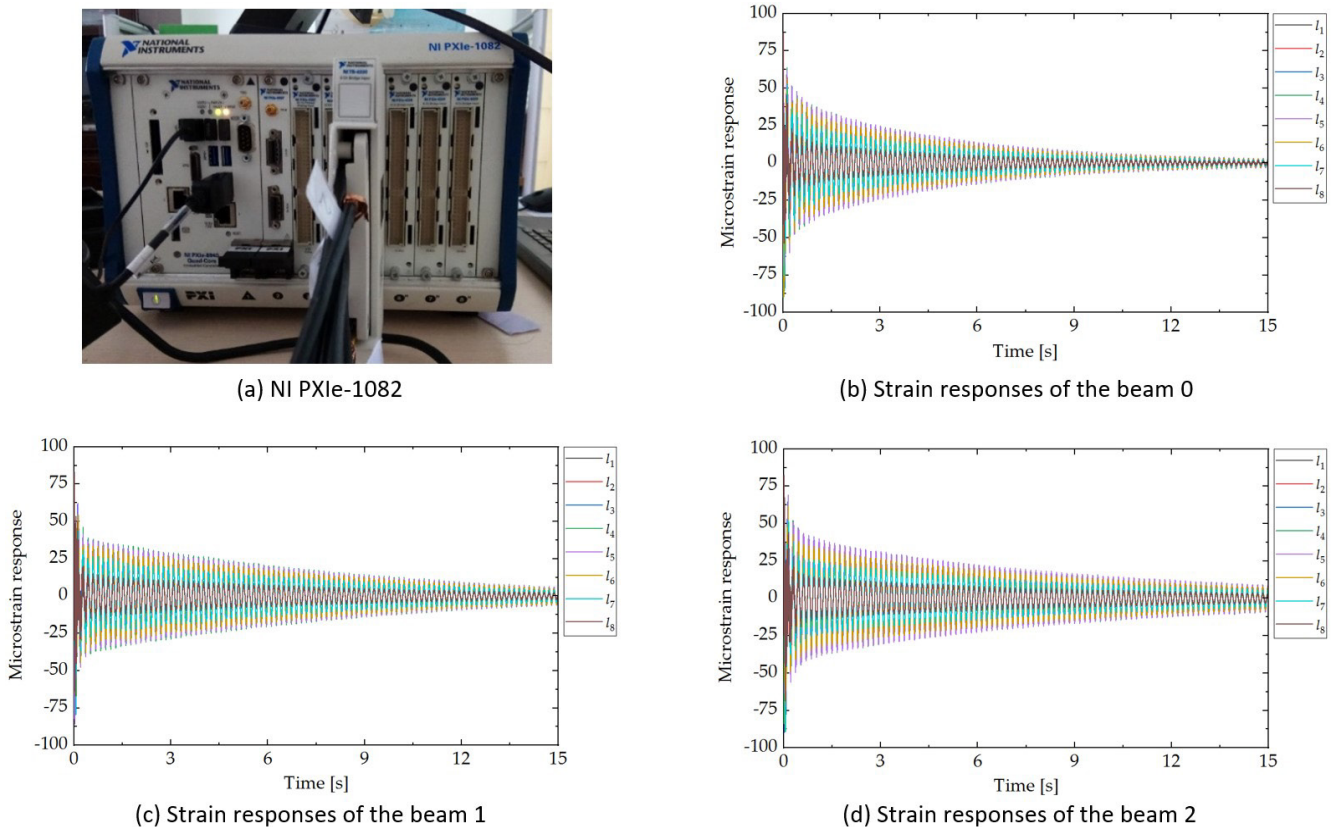 NATIONAL
INSTRUMENTS
NI PXIe-1082
NATIONAL
INSTRUMENTS
PXI
(a) NI PXIe-1082
100
75
50
25
0
-25
-50
-75
-100
Microstrain response
0 3 6 9 12 15
Time [s]
l1
l2
l3
l4
l5
l6
l7
l8
(b) Strain responses of the beam 0
100
75
50
25
0
-25
-50
-75
-100
Microstrain response
0 3 6 9 12 15
Time [s]
l1
l2
l3
l4
l5
l6
l7
l8
(c) Strain responses of the beam 1
100
75
50
25
0
-25
-50
-75
-100
Microstrain response
0 3 6 9 12 15
Time [s]
l1
l2
l3
l4
l5
l6
l7
l8
(d) Strain responses of the beam 2